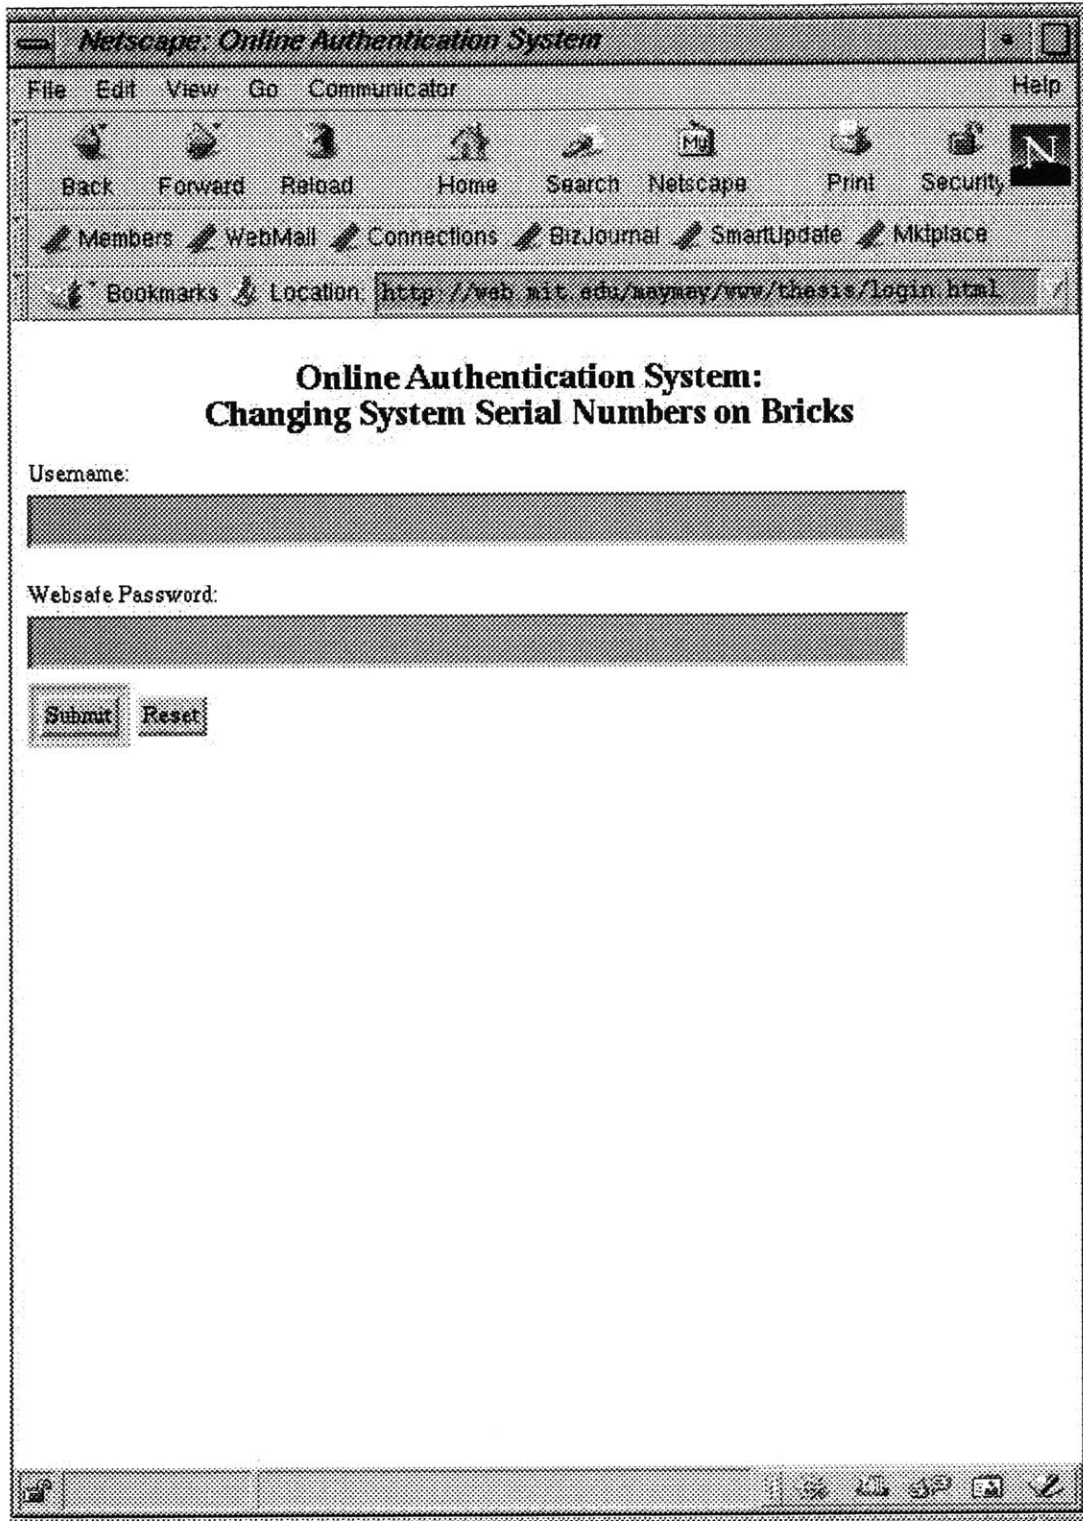 Netscape: Online Authentication System
File Edit View Go Communicator Help
Back Forward Reload Home Search Netscape Print Security
My
N
Members WebMail Connections BizJournal SmartUpdate Mktplace
Bookmarks Location: http://web.mit.edu/maymay/www/thesis/login.html
Online Authentication System:
Changing System Serial Numbers on Bricks
Username:
Websafe Password:
Submit Reset